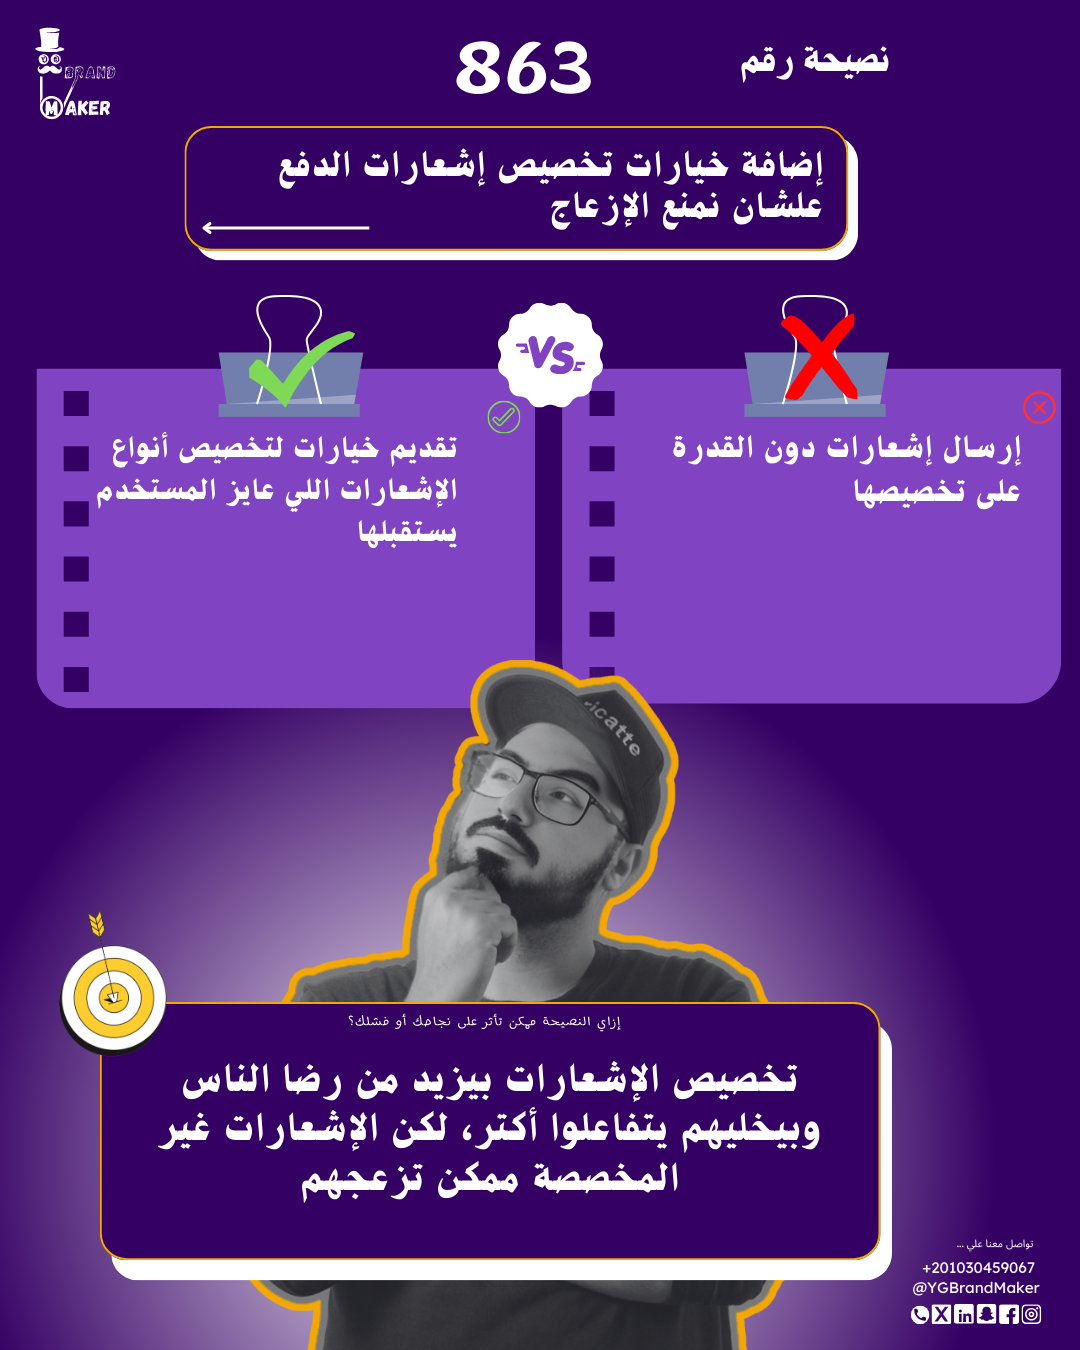 BRAND
MAKER
نصيحة رقم 863
إضافة خيارات تخصيص إشعارات الدفع
علشان نمنع الإزعاج
VS
إرسال إشعارات دون القدرة
على تخصيصها
تقديم خيارات لتخصيص أنواع
الإشعارات اللي عايز المستخدم
يستقبلها
icatte
إزاي النصيحة ممكن تأثر على نجاحك أو فشلك؟
تخصيص الإشعارات بيزيد من رضا الناس
وبيخليهم يتفاعلوا أكتر، لكن الإشعارات غير
المخصصة ممكن تزعجهم
تواصل معنا علي ...
+201030459067
@YGBrandMaker